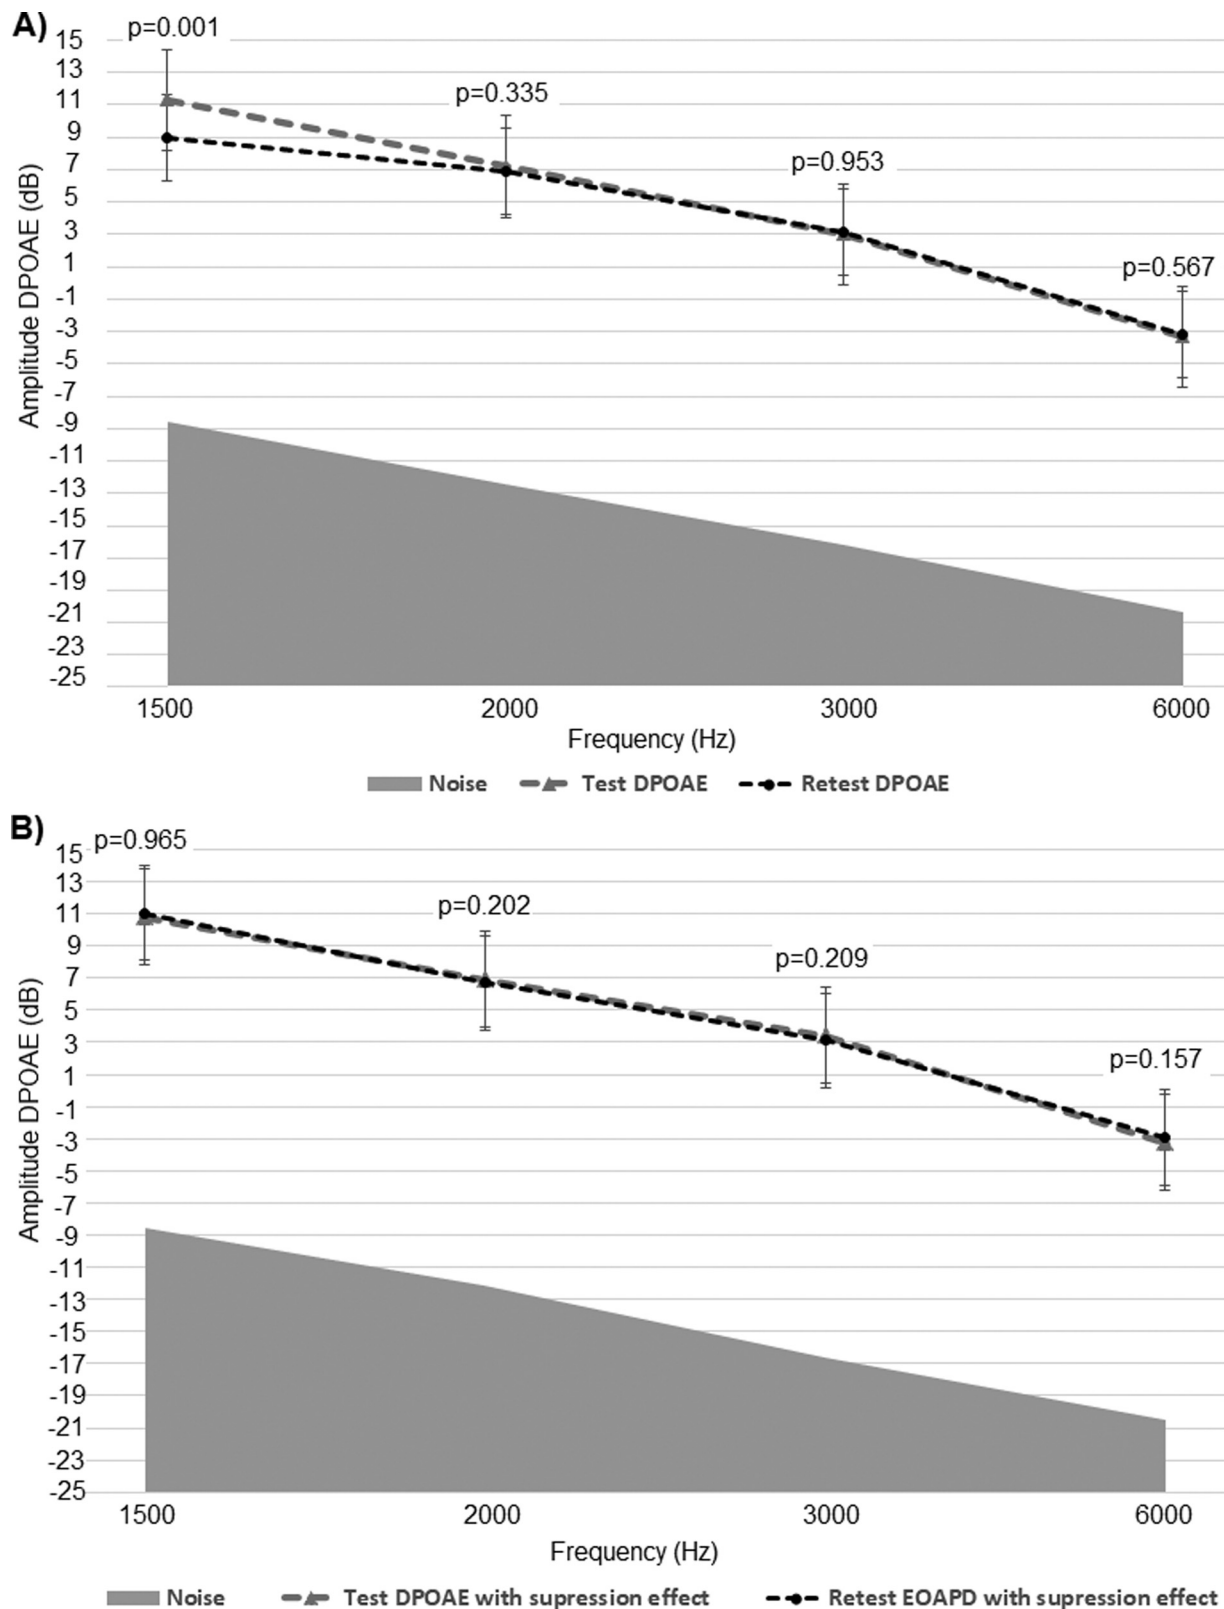 A)
p=0.001
p=0.335
p=0.953
p=0.567
Amplitude DPOAE (dB)
15
13
11
9
7
5
3
1
-1
-3
-5
-7
-9
-11
-13
-15
-17
-19
-21
-23
-25
1500 2000 3000 6000
Frequency (Hz)
Noise Test DPOAE Retest DPOAE
B)
p=0.965
p=0.202
p=0.209
p=0.157
Amplitude DPOAE (dB)
15
13
11
9
7
5
3
1
-1
-3
-5
-7
-9
-11
-13
-15
-17
-19
-21
-23
-25
1500 2000 3000 6000
Frequency (Hz)
Noise Test DPOAE with supression effect Retest EOAPD with supression effect